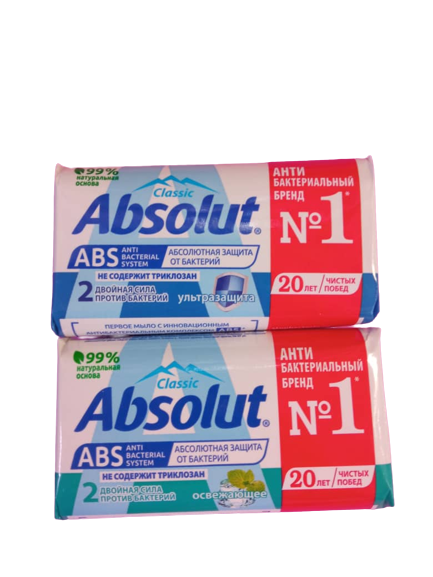 99%
натуральная
основа
Classic
Absolut®
ABS ANTI
BACTERIAL
SYSTEM
АБСОЛЮТНАЯ ЗАЩИТА
ОТ БАКТЕРИЙ
НЕ СОДЕРЖИТ ТРИКЛОЗАН
2 ДВОЙНАЯ СИЛА
ПРОТИВ БАКТЕРИЙ
ультразащита
ПЕРВОЕ МЫЛО С ИННОВАЦИОННЫМ
АНТИБАКТЕРИАЛЬНЫМ КОМПЛЕКСОМ ABS
АНТИ
БАКТЕРИАЛЬНЫЙ
БРЕНД
№1*
20 ЛЕТ/ЧИСТЫХ
ПОБЕД
99%
натуральная
основа
Classic
Absolut®
ABS ANTI
BACTERIAL
SYSTEM
АБСОЛЮТНАЯ ЗАЩИТА
ОТ БАКТЕРИЙ
НЕ СОДЕРЖИТ ТРИКЛОЗАН
2 ДВОЙНАЯ СИЛА
ПРОТИВ БАКТЕРИЙ
освежающее
АНТИ
БАКТЕРИАЛЬНЫЙ
БРЕНД
№1*
20 ЛЕТ/ЧИСТЫХ
ПОБЕД